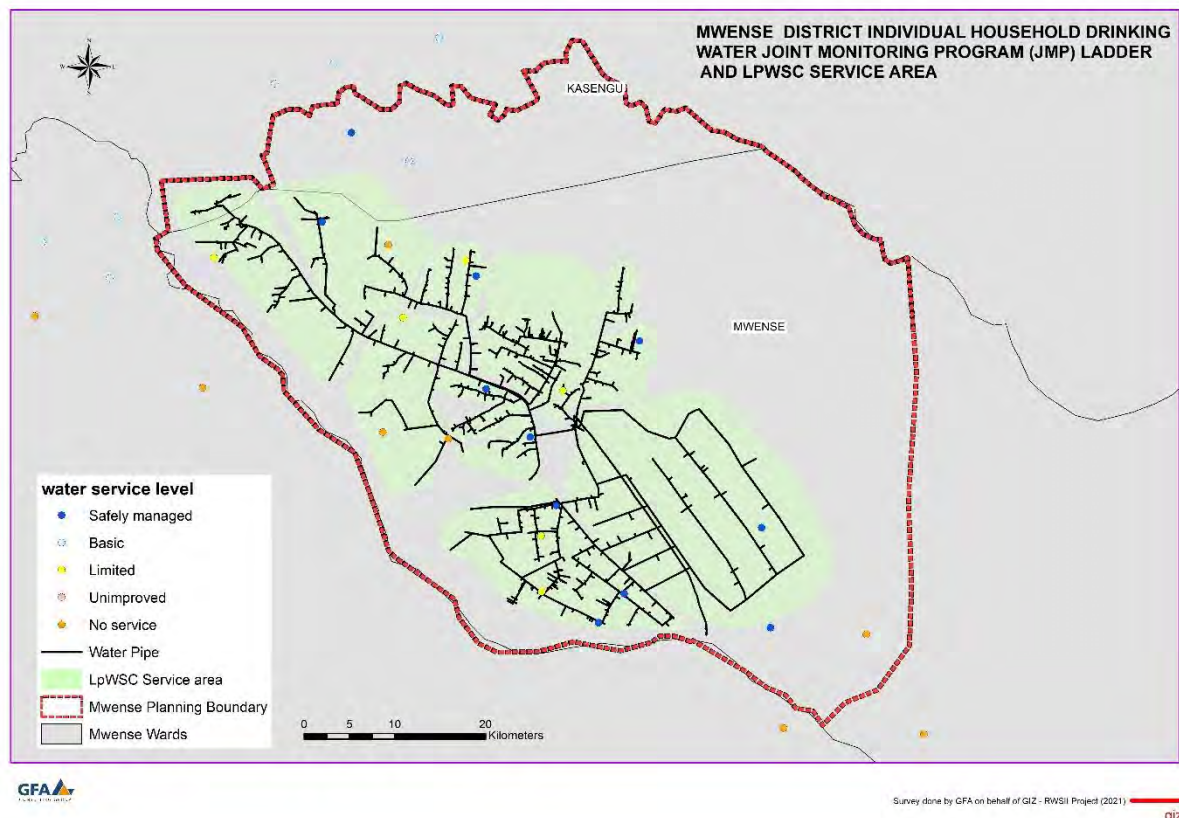 MWENSE DISTRICT INDIVIDUAL HOUSEHOLD DRINKING
WATER JOINT MONITORING PROGRAM (JMP) LADDER
AND LPWSC SERVICE AREA
N
W
E
S
KASENGU
MWENSE
water service level
Safely managed
Basic
Limited
Unimproved
No service
Water Pipe
LpWSC Service area
Mwense Planning Boundary
Mwense Wards
0 5 10 20
Kilometers
GFA
Survey done by GFA on behalf of GIZ - RWSII Project (2021)
giz